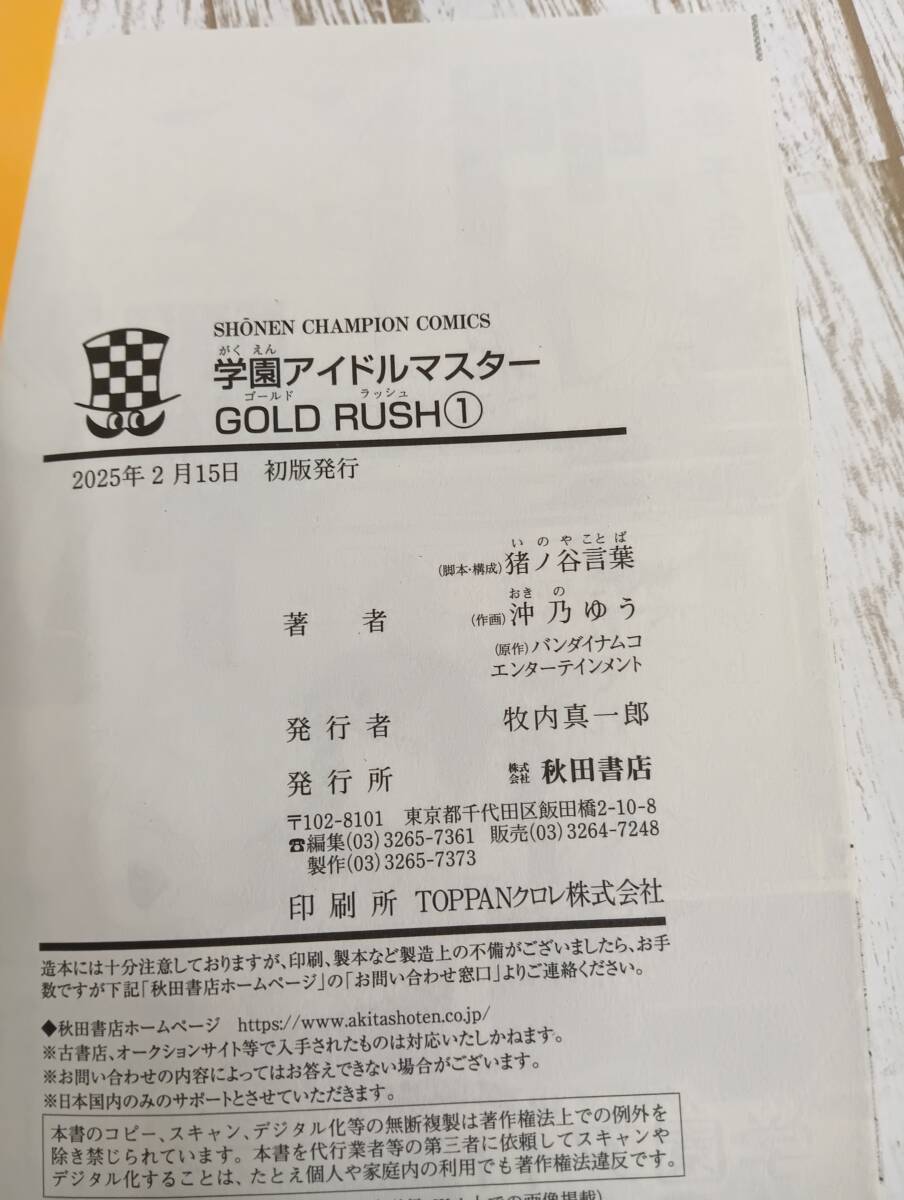 SHŌNEN CHAMPION COMICS
がく えん
学園アイドルマスター
ゴールド ラッシュ
GOLD RUSH①
2025年2月15日 初版発行
いのや ことば
(脚本・構成)猪ノ谷言葉
おき の
著者 (作画)沖乃ゆう
(原作)バンダイナムコ
エンターテインメント
発行者 牧内真一郎
発行所 株式会社 秋田書店
〒102-8101 東京都千代田区飯田橋2-10-8
☎編集(03)3265-7361 販売(03)3264-7248
製作(03)3265-7373
印刷所 TOPPANクロレ株式会社
造本には十分注意しておりますが、印刷、製本など製造上の不備がございましたら、お手
数ですが下記「秋田書店ホームページ」の「お問い合わせ窓口」よりご連絡ください。
◆秋田書店ホームページ https://www.akitashoten.co.jp/
※古書店、オークションサイト等で入手されたものは対応いたしかねます。
※お問い合わせの内容によってはお答えできない場合がございます。
※日本国内のみのサポートとさせていただきます。
本書のコピー、スキャン、デジタル化等の無断複製は著作権法上での例外を
除き禁じられています。本書を代行業者等の第三者に依頼してスキャンや
デジタル化することは、たとえ個人や家庭内の利用でも著作権法違反です。
上での画像掲載)